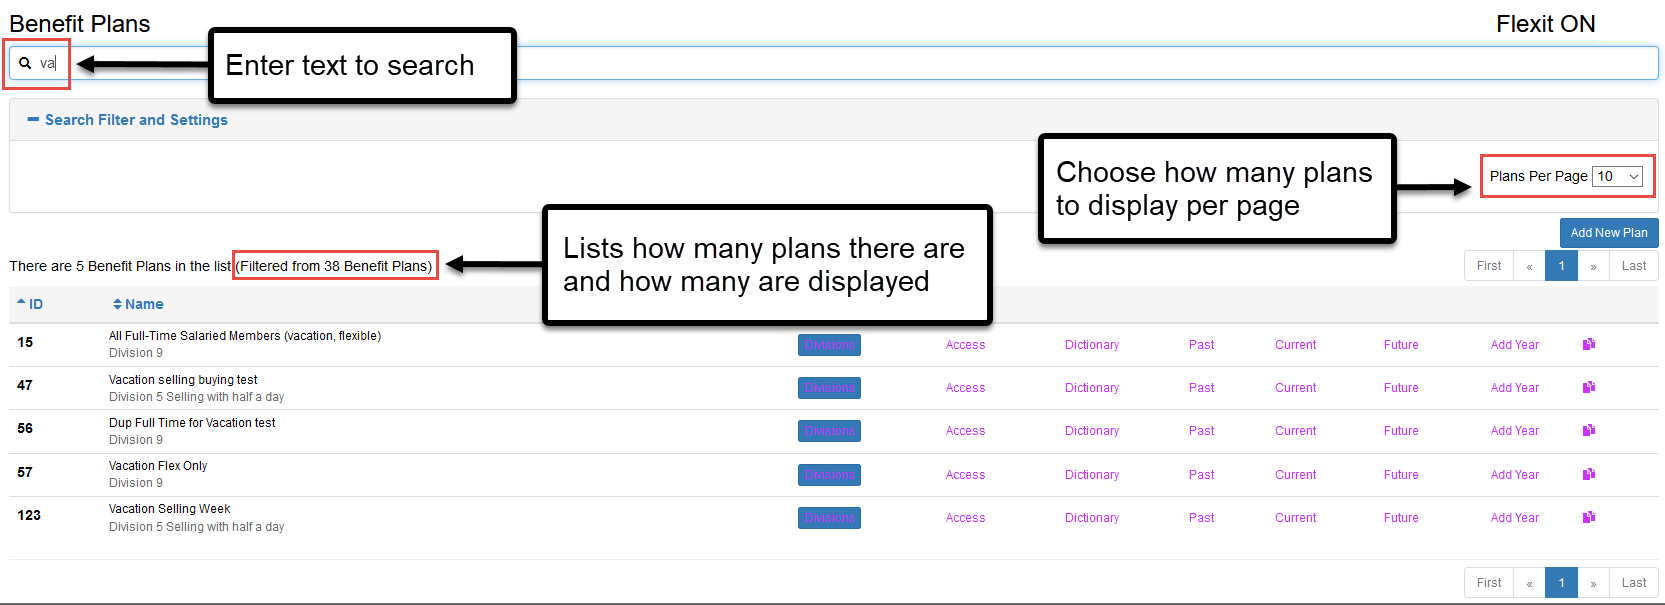 Benefit Plans
Flexit ON
va
Enter text to search
Search Filter and Settings
Choose how many plans
to display per page
Plans Per Page 10
Add New Plan
Lists how many plans there are
and how many are displayed
There are 5 Benefit Plans in the list (Filtered from 38 Benefit Plans)
First « 1 » Last
ID Name
15 All Full-Time Salaried Members (vacation, flexible) Divisions Access Dictionary Past Current Future Add Year
Division 9
47 Vacation selling buying test Divisions Access Dictionary Past Current Future Add Year
Division 5 Selling with half a day
56 Dup Full Time for Vacation test Divisions Access Dictionary Past Current Future Add Year
Division 9
57 Vacation Flex Only Divisions Access Dictionary Past Current Future Add Year
Division 9
123 Vacation Selling Week Divisions Access Dictionary Past Current Future Add Year
Division 5 Selling with half a day
First « 1 » Last